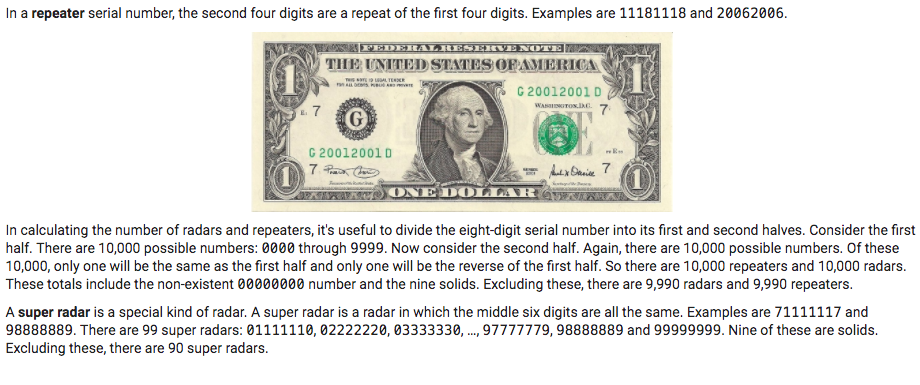 In a repeater serial number, the second four digits are a repeat of the first four digits. Examples are 11181118 and 20062006.
FEDERAL RESERVE NOTE
THE UNITED STATES OF AMERICA
THIS NOTE IS LEGAL TENDER
FOR ALL DEBTS, PUBLIC AND PRIVATE
G 20012001 D
WASHINGTON, D.C.
7
7
G
G 20012001 D
7
7
SERIES
1
1
1
1
ONE
ONE DOLLAR
In calculating the number of radars and repeaters, it's useful to divide the eight-digit serial number into its first and second halves. Consider the first
half. There are 10,000 possible numbers: 0000 through 9999. Now consider the second half. Again, there are 10,000 possible numbers. Of these
10,000, only one will be the same as the first half and only one will be the reverse of the first half. So there are 10,000 repeaters and 10,000 radars.
These totals include the non-existent 00000000 number and the nine solids. Excluding these, there are 9,990 radars and 9,990 repeaters.
A super radar is a special kind of radar. A super radar is a radar in which the middle six digits are all the same. Examples are 71111117 and
98888889. There are 99 super radars: 01111110, 02222220, 03333330, ..., 97777779, 98888889 and 99999999. Nine of these are solids.
Excluding these, there are 90 super radars.